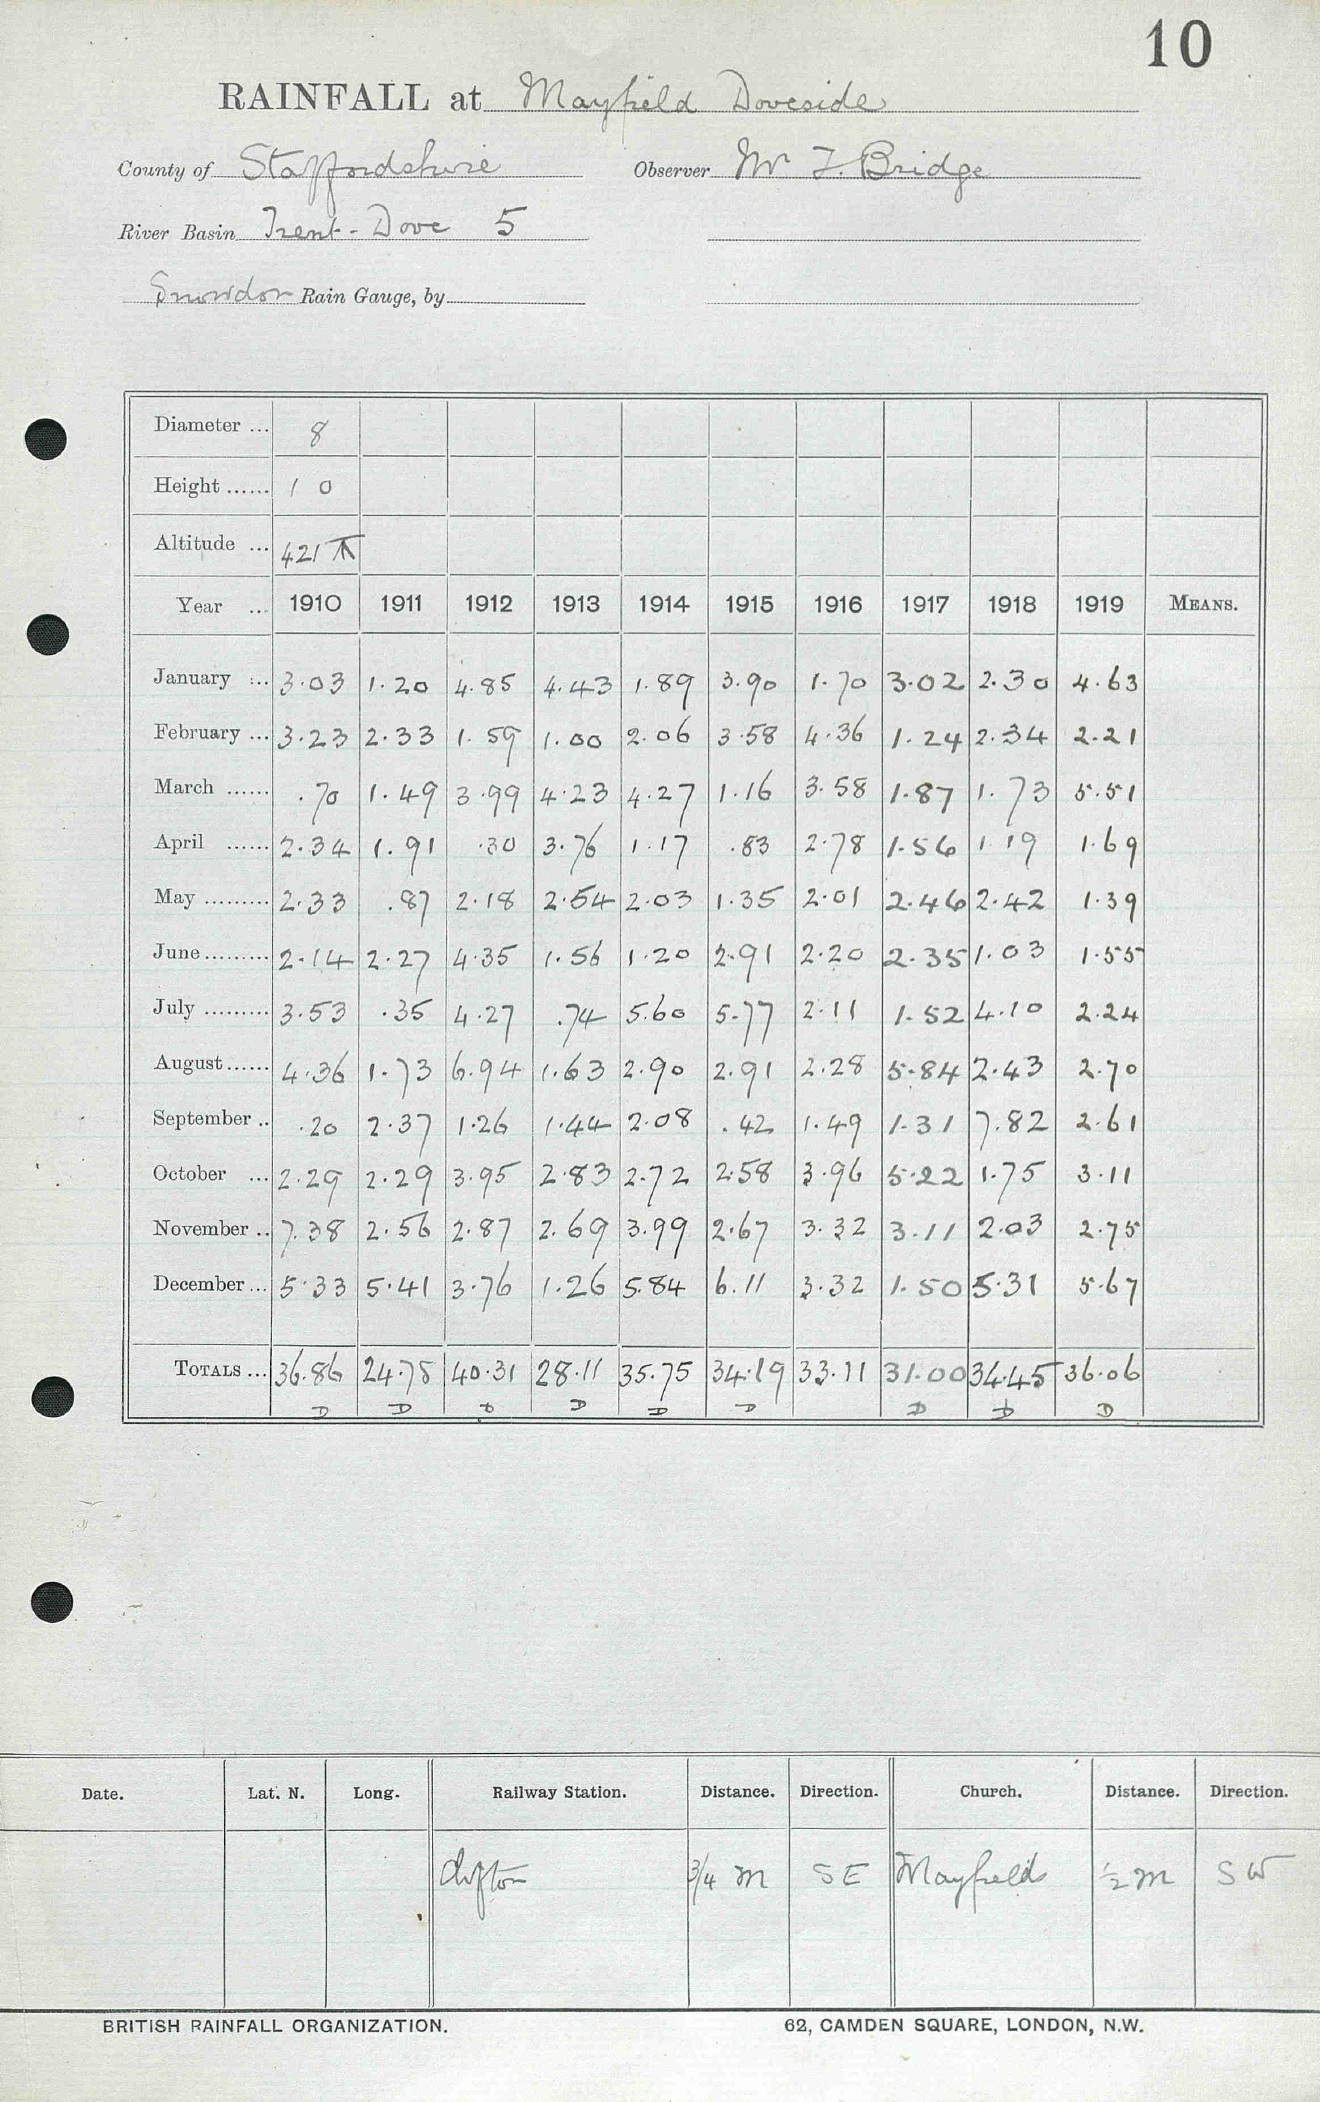 10
RAINFALL at Mayfield Doveside
County of Staffordshire Observer Mr F. Bridge
River Basin Trent-Dove 5
Snowdon Rain Gauge, by
Diameter ... 8
Height ...... 1 0
Altitude ... 421
Year ... 1910 1911 1912 1913 1914 1915 1916 1917 1918 1919 MEANS.
January ... 3.03 1.20 4.85 4.43 1.89 3.90 1.70 3.02 2.30 4.63
February ... 3.23 2.33 1.59 1.00 2.06 3.58 4.36 1.24 2.34 2.21
March ...... .70 1.49 3.99 4.23 4.27 1.16 3.58 1.87 1.73 5.51
April ...... 2.34 1.91 .30 3.76 1.17 .83 2.78 1.56 1.19 1.69
May ......... 2.33 .87 2.18 2.54 2.03 1.35 2.01 2.46 2.42 1.39
June ......... 2.14 2.27 4.35 1.56 1.20 2.91 2.20 2.35 1.03 1.55
July ......... 3.53 .35 4.27 .74 5.60 5.77 2.11 1.52 4.10 2.24
August ...... 4.36 1.73 6.94 1.63 2.90 2.91 2.28 5.84 2.43 2.70
September .. .20 2.37 1.26 1.44 2.08 .42 1.49 1.31 7.82 2.61
October ... 2.29 2.29 3.95 2.83 2.72 2.58 3.96 5.22 1.75 3.11
November .. 7.38 2.56 2.87 2.69 3.99 2.67 3.32 3.11 2.03 2.75
December ... 5.33 5.41 3.76 1.26 5.84 6.11 3.32 1.50 5.31 5.67
TOTALS ... 36.86 24.78 40.31 28.11 35.75 34.19 33.11 31.00 34.45 36.06
D D D D D D D D D
Date. Lat. N. Long. Railway Station. Distance. Direction. Church. Distance. Direction.
Clifton 3/4 m SE Mayfield 1/2 m SW
BRITISH RAINFALL ORGANIZATION. 62, CAMDEN SQUARE, LONDON, N.W.